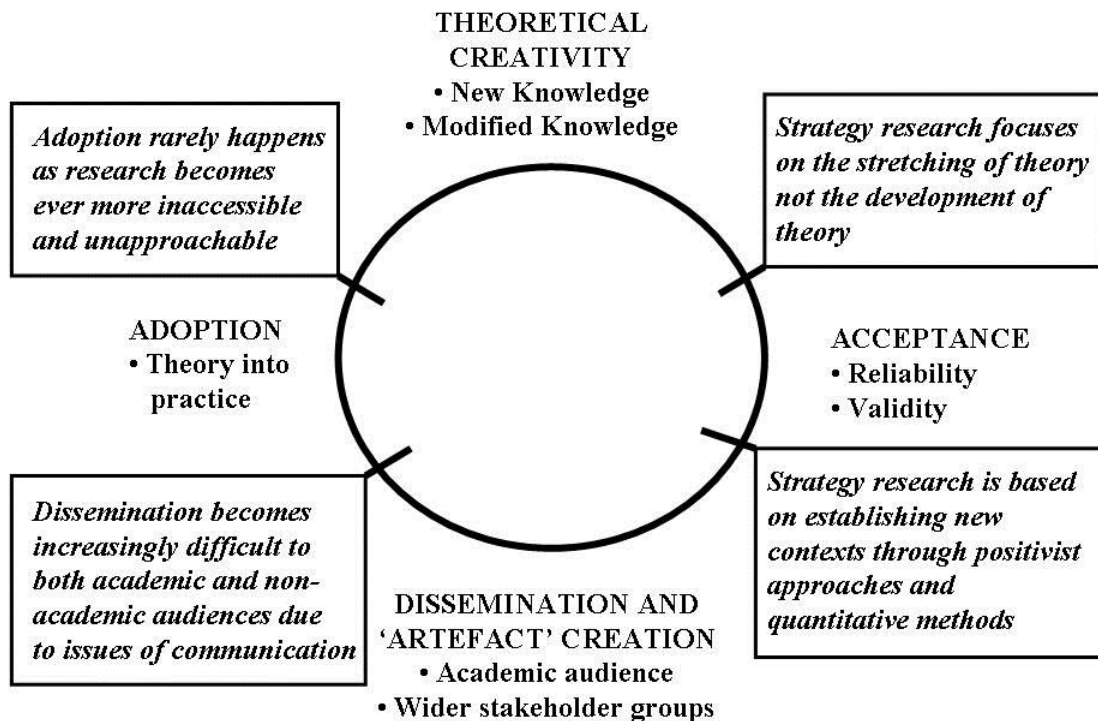 THEORETICAL
CREATIVITY
• New Knowledge
• Modified Knowledge
Adoption rarely happens
as research becomes
ever more inaccessible
and unapproachable
Strategy research focuses
on the stretching of theory
not the development of
theory
ADOPTION
• Theory into
practice
ACCEPTANCE
• Reliability
• Validity
Dissemination becomes
increasingly difficult to
both academic and non-
academic audiences due
to issues of communication
Strategy research is based
on establishing new
contexts through positivist
approaches and
quantitative methods
DISSEMINATION AND
‘ARTEFACT’ CREATION
• Academic audience
• Wider stakeholder groups